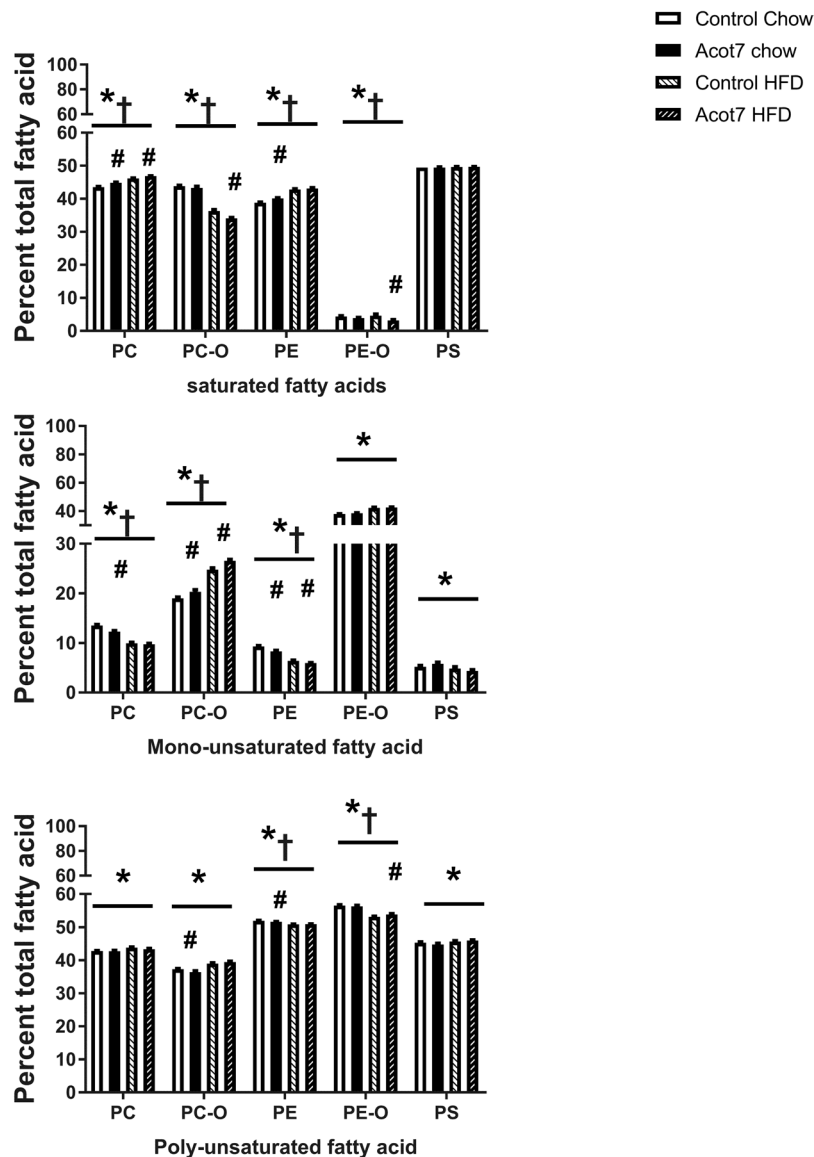 Control Chow
Acot7 chow
Control HFD
Acot7 HFD
Percent total fatty acid
100
80
60
60
50
40
30
20
10
0
*† *† *† *†
# # # # #
PC PC-O PE PE-O PS
saturated fatty acids
Percent total fatty acid
100
80
60
40
30
20
10
0
*† *† *† * *
# # # # #
PC PC-O PE PE-O PS
Mono-unsaturated fatty acid
Percent total fatty acid
100
80
60
60
50
40
30
20
10
0
* * *† *† *
# # #
PC PC-O PE PE-O PS
Poly-unsaturated fatty acid